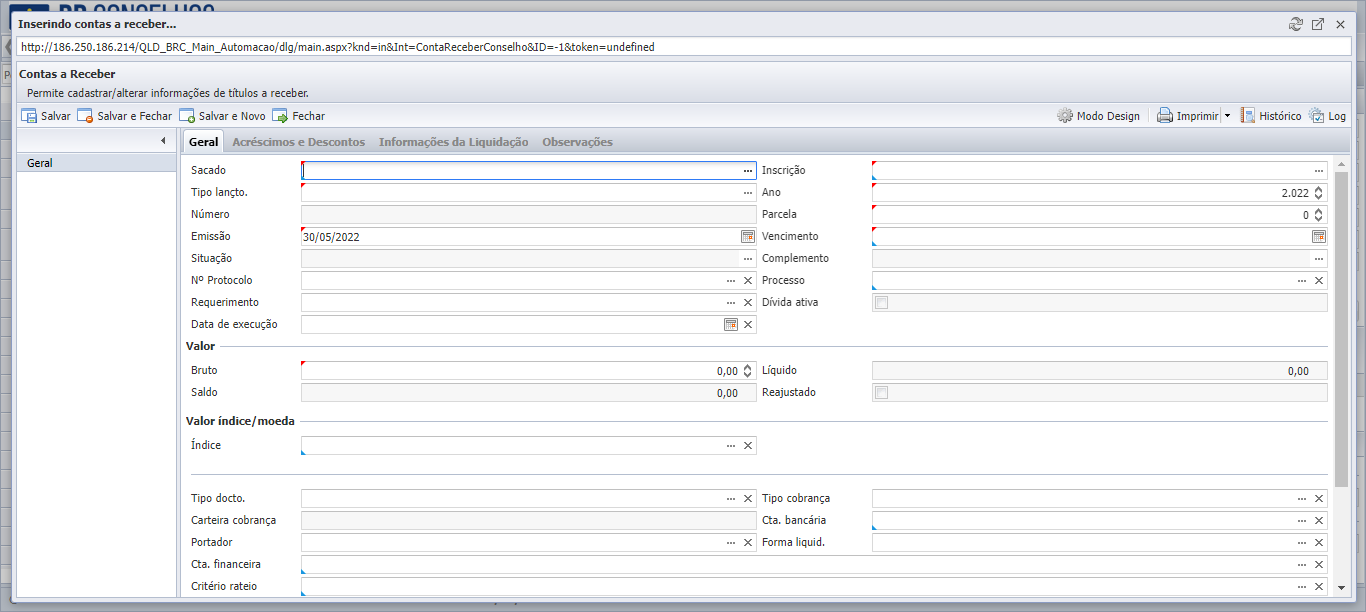 BR CONSELHOS
Inserindo contas a receber...
http://186.250.186.214/QLD_BRC_Main_Automacao/dlg/main.aspx?knd=in&Int=ContaReceberConselho&ID=-1&token=undefined
Contas a Receber
Permite cadastrar/alterar informações de títulos a receber.
Salvar Salvar e Fechar Salvar e Novo Fechar Modo Design Imprimir Histórico Log
Geral
Geral Acréscimos e Descontos Informações da Liquidação Observações
Sacado ... Inscrição ...
Tipo lançto. ... Ano 2.022
Número Parcela 0
Emissão 30/05/2022 Vencimento
Situação ... Complemento ...
Nº Protocolo ... Processo ...
Requerimento ... Dívida ativa
Data de execução
Valor
Bruto 0,00 Líquido 0,00
Saldo 0,00 Reajustado
Valor índice/moeda
Índice ...
Tipo docto. ... Tipo cobrança ...
Carteira cobrança Cta. bancária ...
Portador ... Forma liquid. ...
Cta. financeira ...
Critério rateio ...